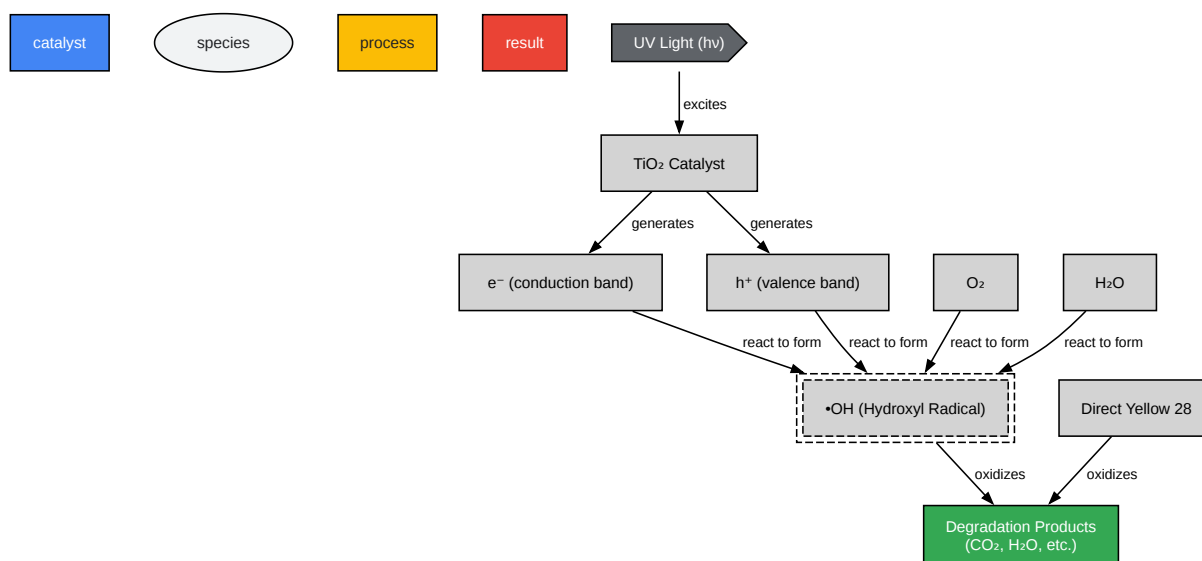 catalyst
species
process
result
UV Light (hν)
excites
TiO₂ Catalyst
generates
generates
e⁻ (conduction band)
h⁺ (valence band)
O₂
H₂O
react to form
react to form
react to form
react to form
•OH (Hydroxyl Radical)
Direct Yellow 28
oxidizes
oxidizes
Degradation Products
(CO₂, H₂O, etc.)